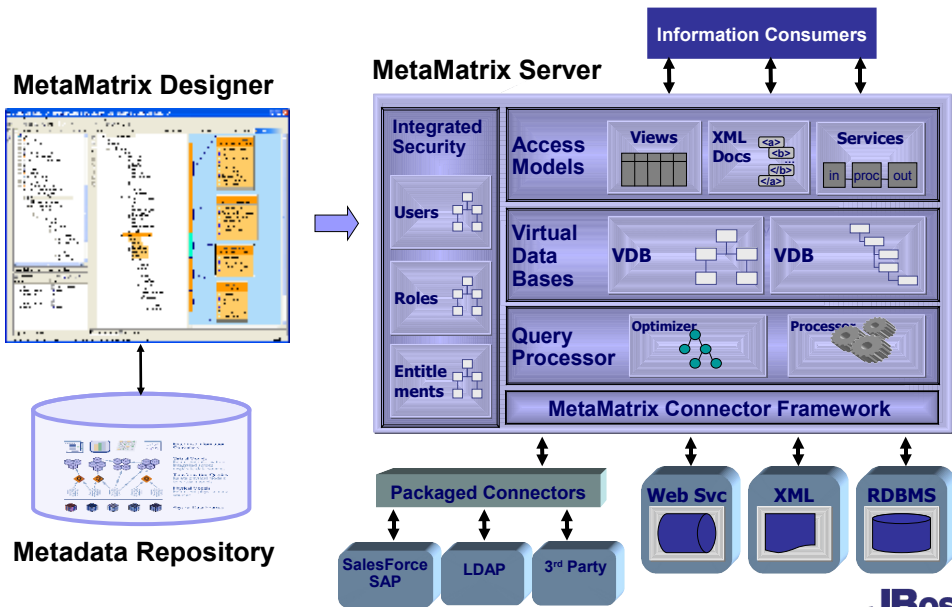 Information Consumers
MetaMatrix Designer
MetaMatrix Server
Integrated
Security
Users
Roles
Entitle
ments
Access
Models
Views
XML
Docs
<a>
<b>
...
</b>
</a>
Services
in
proc
out
Virtual
Data
Bases
VDB
VDB
Query
Processor
Optimizer
Processor
MetaMatrix Connector Framework
Packaged Connectors
SalesForce
SAP
LDAP
3rd Party
Web Svc
XML
RDBMS
Metadata Repository